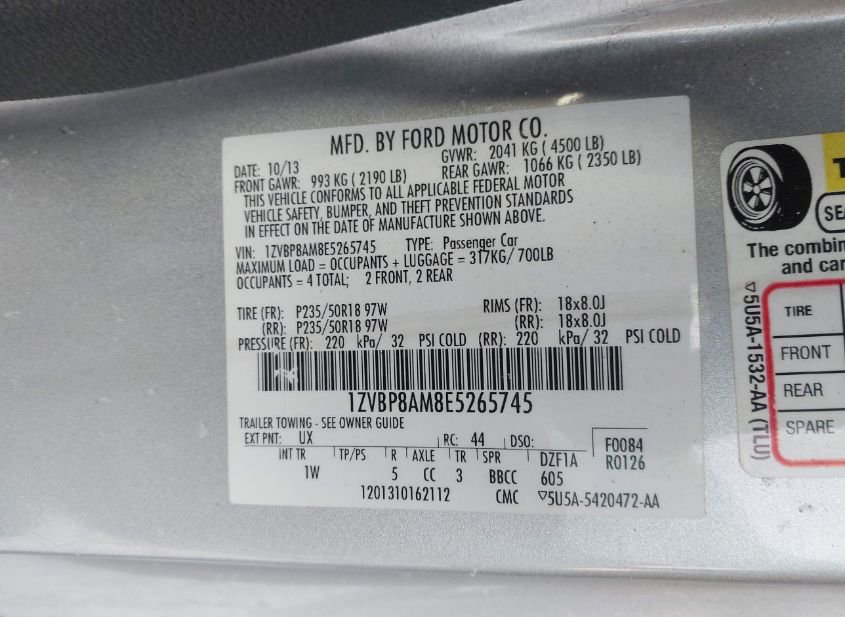 MFD. BY FORD MOTOR CO.
DATE: 10/13 GVWR: 2041 KG ( 4500 LB)
FRONT GAWR: 993 KG ( 2190 LB) REAR GAWR: 1066 KG ( 2350 LB)
THIS VEHICLE CONFORMS TO ALL APPLICABLE FEDERAL MOTOR
VEHICLE SAFETY, BUMPER, AND THEFT PREVENTION STANDARDS
IN EFFECT ON THE DATE OF MANUFACTURE SHOWN ABOVE.
VIN: 1ZVBP8AM8E5265745 TYPE: Passenger Car
MAXIMUM LOAD = OCCUPANTS + LUGGAGE = 317KG/ 700LB
OCCUPANTS = 4 TOTAL; 2 FRONT, 2 REAR
TIRE (FR): P235/50R18 97W RIMS (FR): 18x8.0J
(RR): P235/50R18 97W (RR): 18x8.0J
PRESSURE (FR): 220 kPa/ 32 PSI COLD (RR): 220 kPa/ 32 PSI COLD
1ZVBP8AM8E5265745
TRAILER TOWING - SEE OWNER GUIDE
EXT PNT: UX RC: 44 DSO: F0084
INT TR TP/PS R AXLE TR SPR DZF1A R0126
1W 5 CC 3 BBCC 605
1201310162112 CMC ▽5U5A-5420472-AA
The combin
and car
TIRE
FRONT
REAR
SPARE
▽5U5A-1532-AA (TLU)